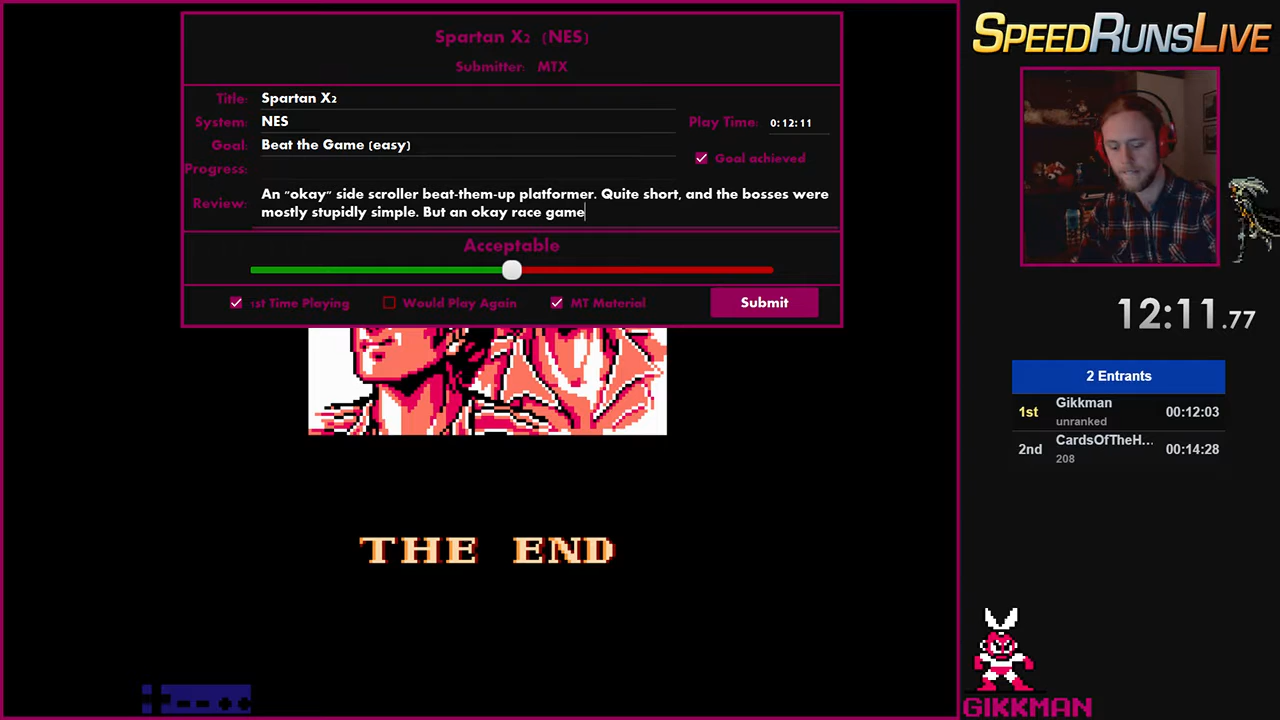 Spartan X2 (NES)
Submitter: MTX
Title: Spartan X2
System: NES
Play Time: 0:12:11
Goal: Beat the Game (easy)
Goal achieved
Progress:
Review: An "okay" side scroller beat-them-up platformer. Quite short, and the bosses were
mostly stupidly simple. But an okay race game
Acceptable
1st Time Playing
Would Play Again
MT Material
Submit
THE END
SPEEDRUNSLIVE
12:11.77
2 Entrants
1st Gikkman 00:12:03
unranked
2nd CardsOfTheH... 00:14:28
208
GIKKMAN